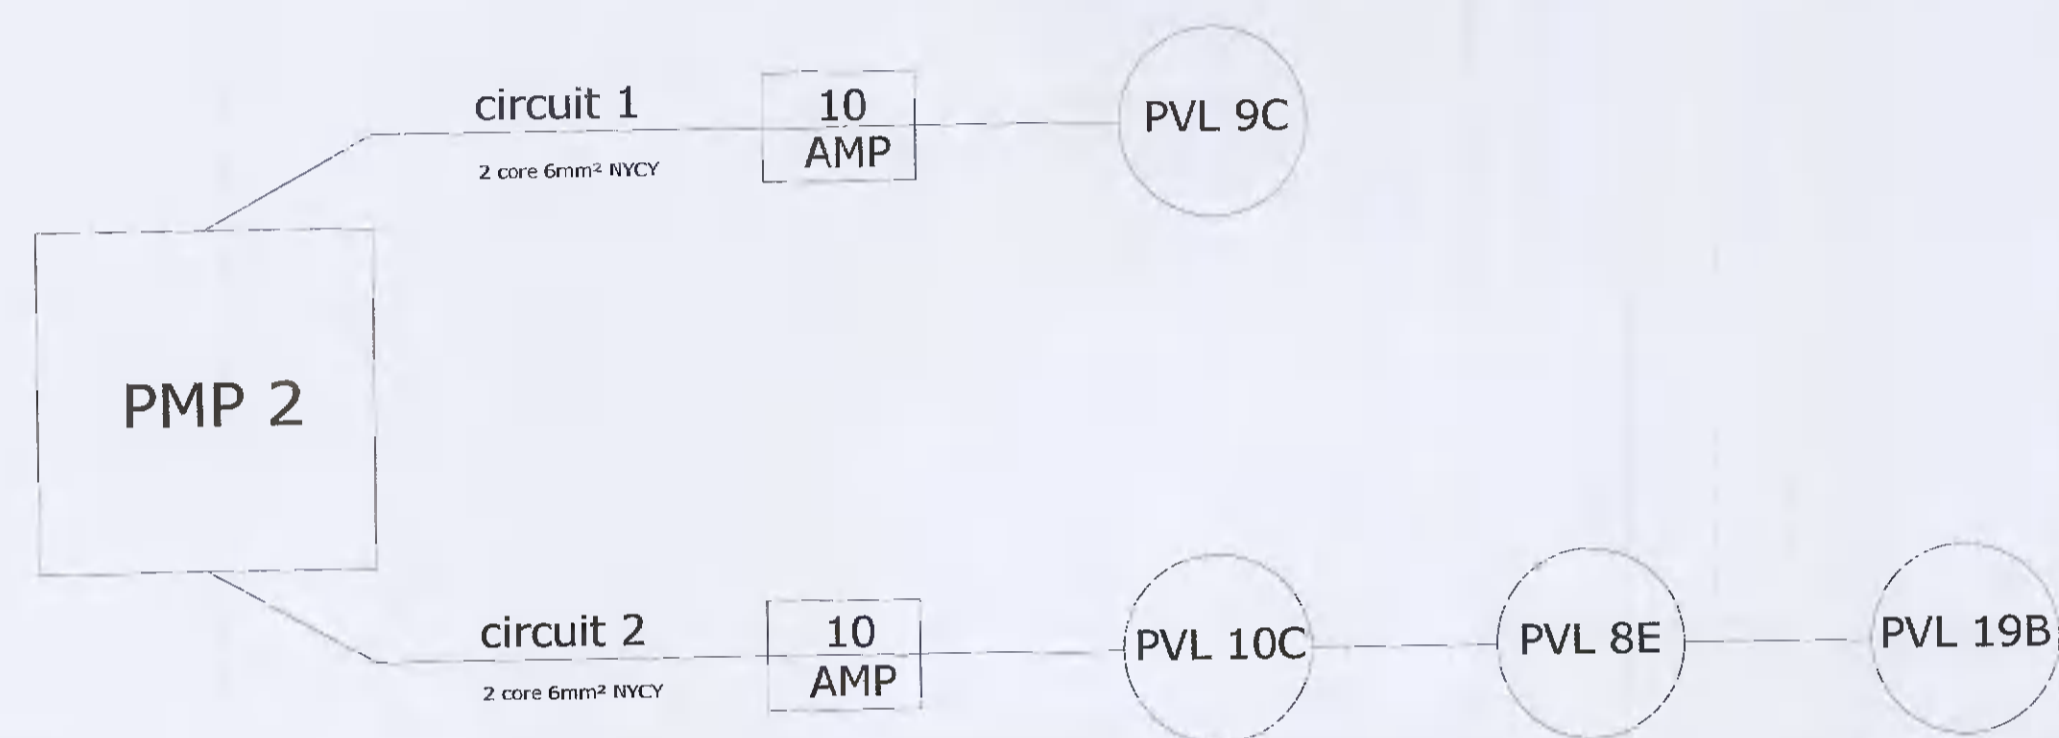 circuit 1
10
AMP
PVL 9C
2 core 6mm² NYCY
PMP 2
circuit 2
10
AMP
PVL 10C
PVL 8E
PVL 19B
2 core 6mm² NYCY